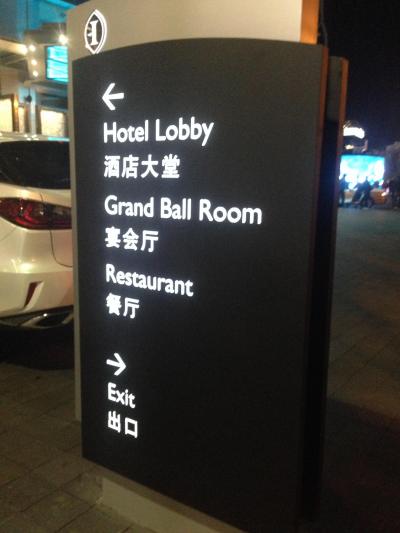 ←
Hotel Lobby
酒店大堂
Grand Ball Room
宴会厅
Restaurant
餐厅
→
Exit
出口